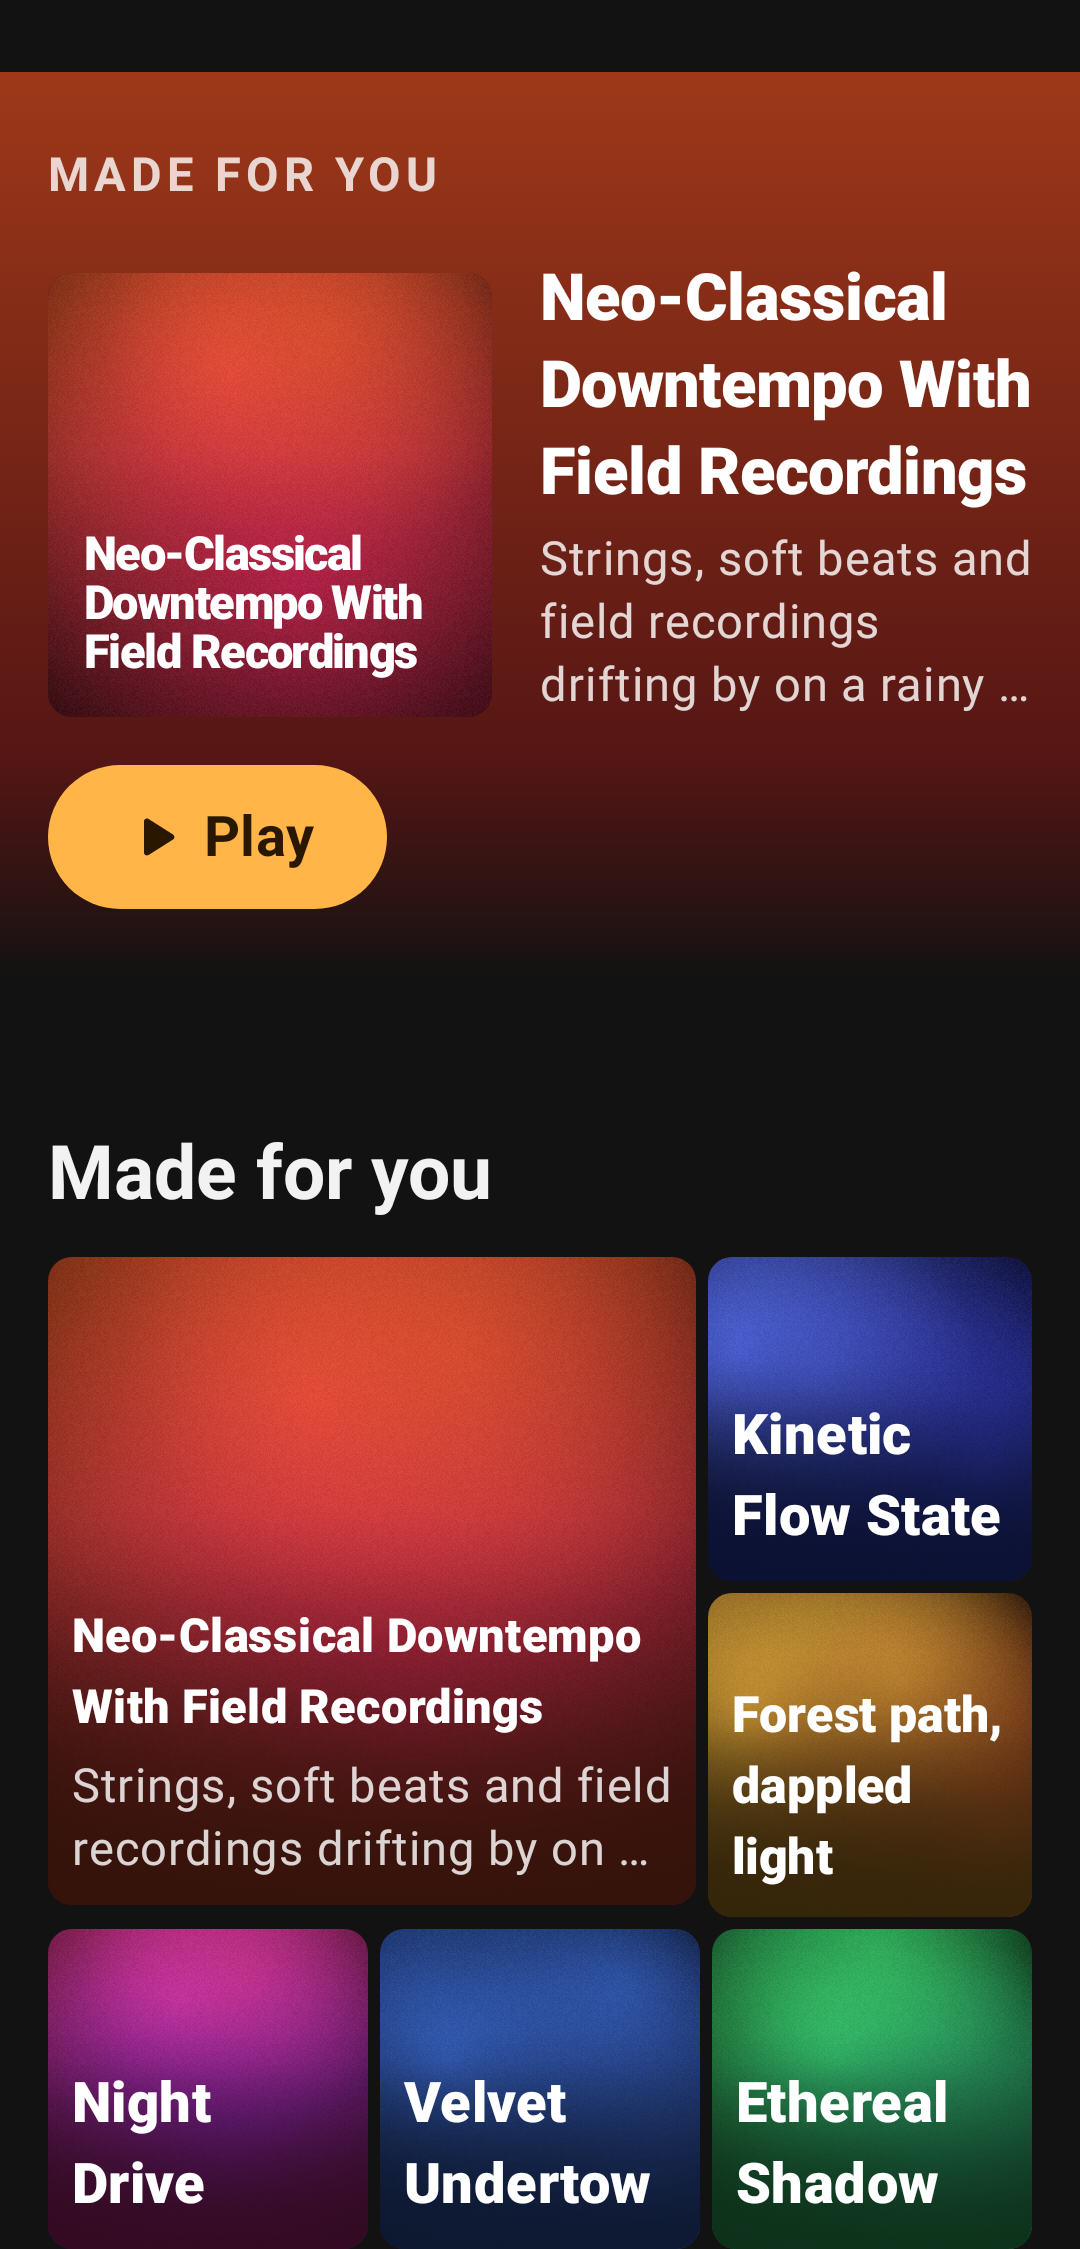 MADE FOR YOU
Neo-Classical
Downtempo With
Field Recordings
Neo-Classical
Downtempo With
Field Recordings
Strings, soft beats and
field recordings
drifting by on a rainy …
Play
Made for you
Neo-Classical Downtempo
With Field Recordings
Strings, soft beats and field
recordings drifting by on …
Kinetic
Flow State
Forest path,
dappled
light
Night
Drive
Velvet
Undertow
Ethereal
Shadow